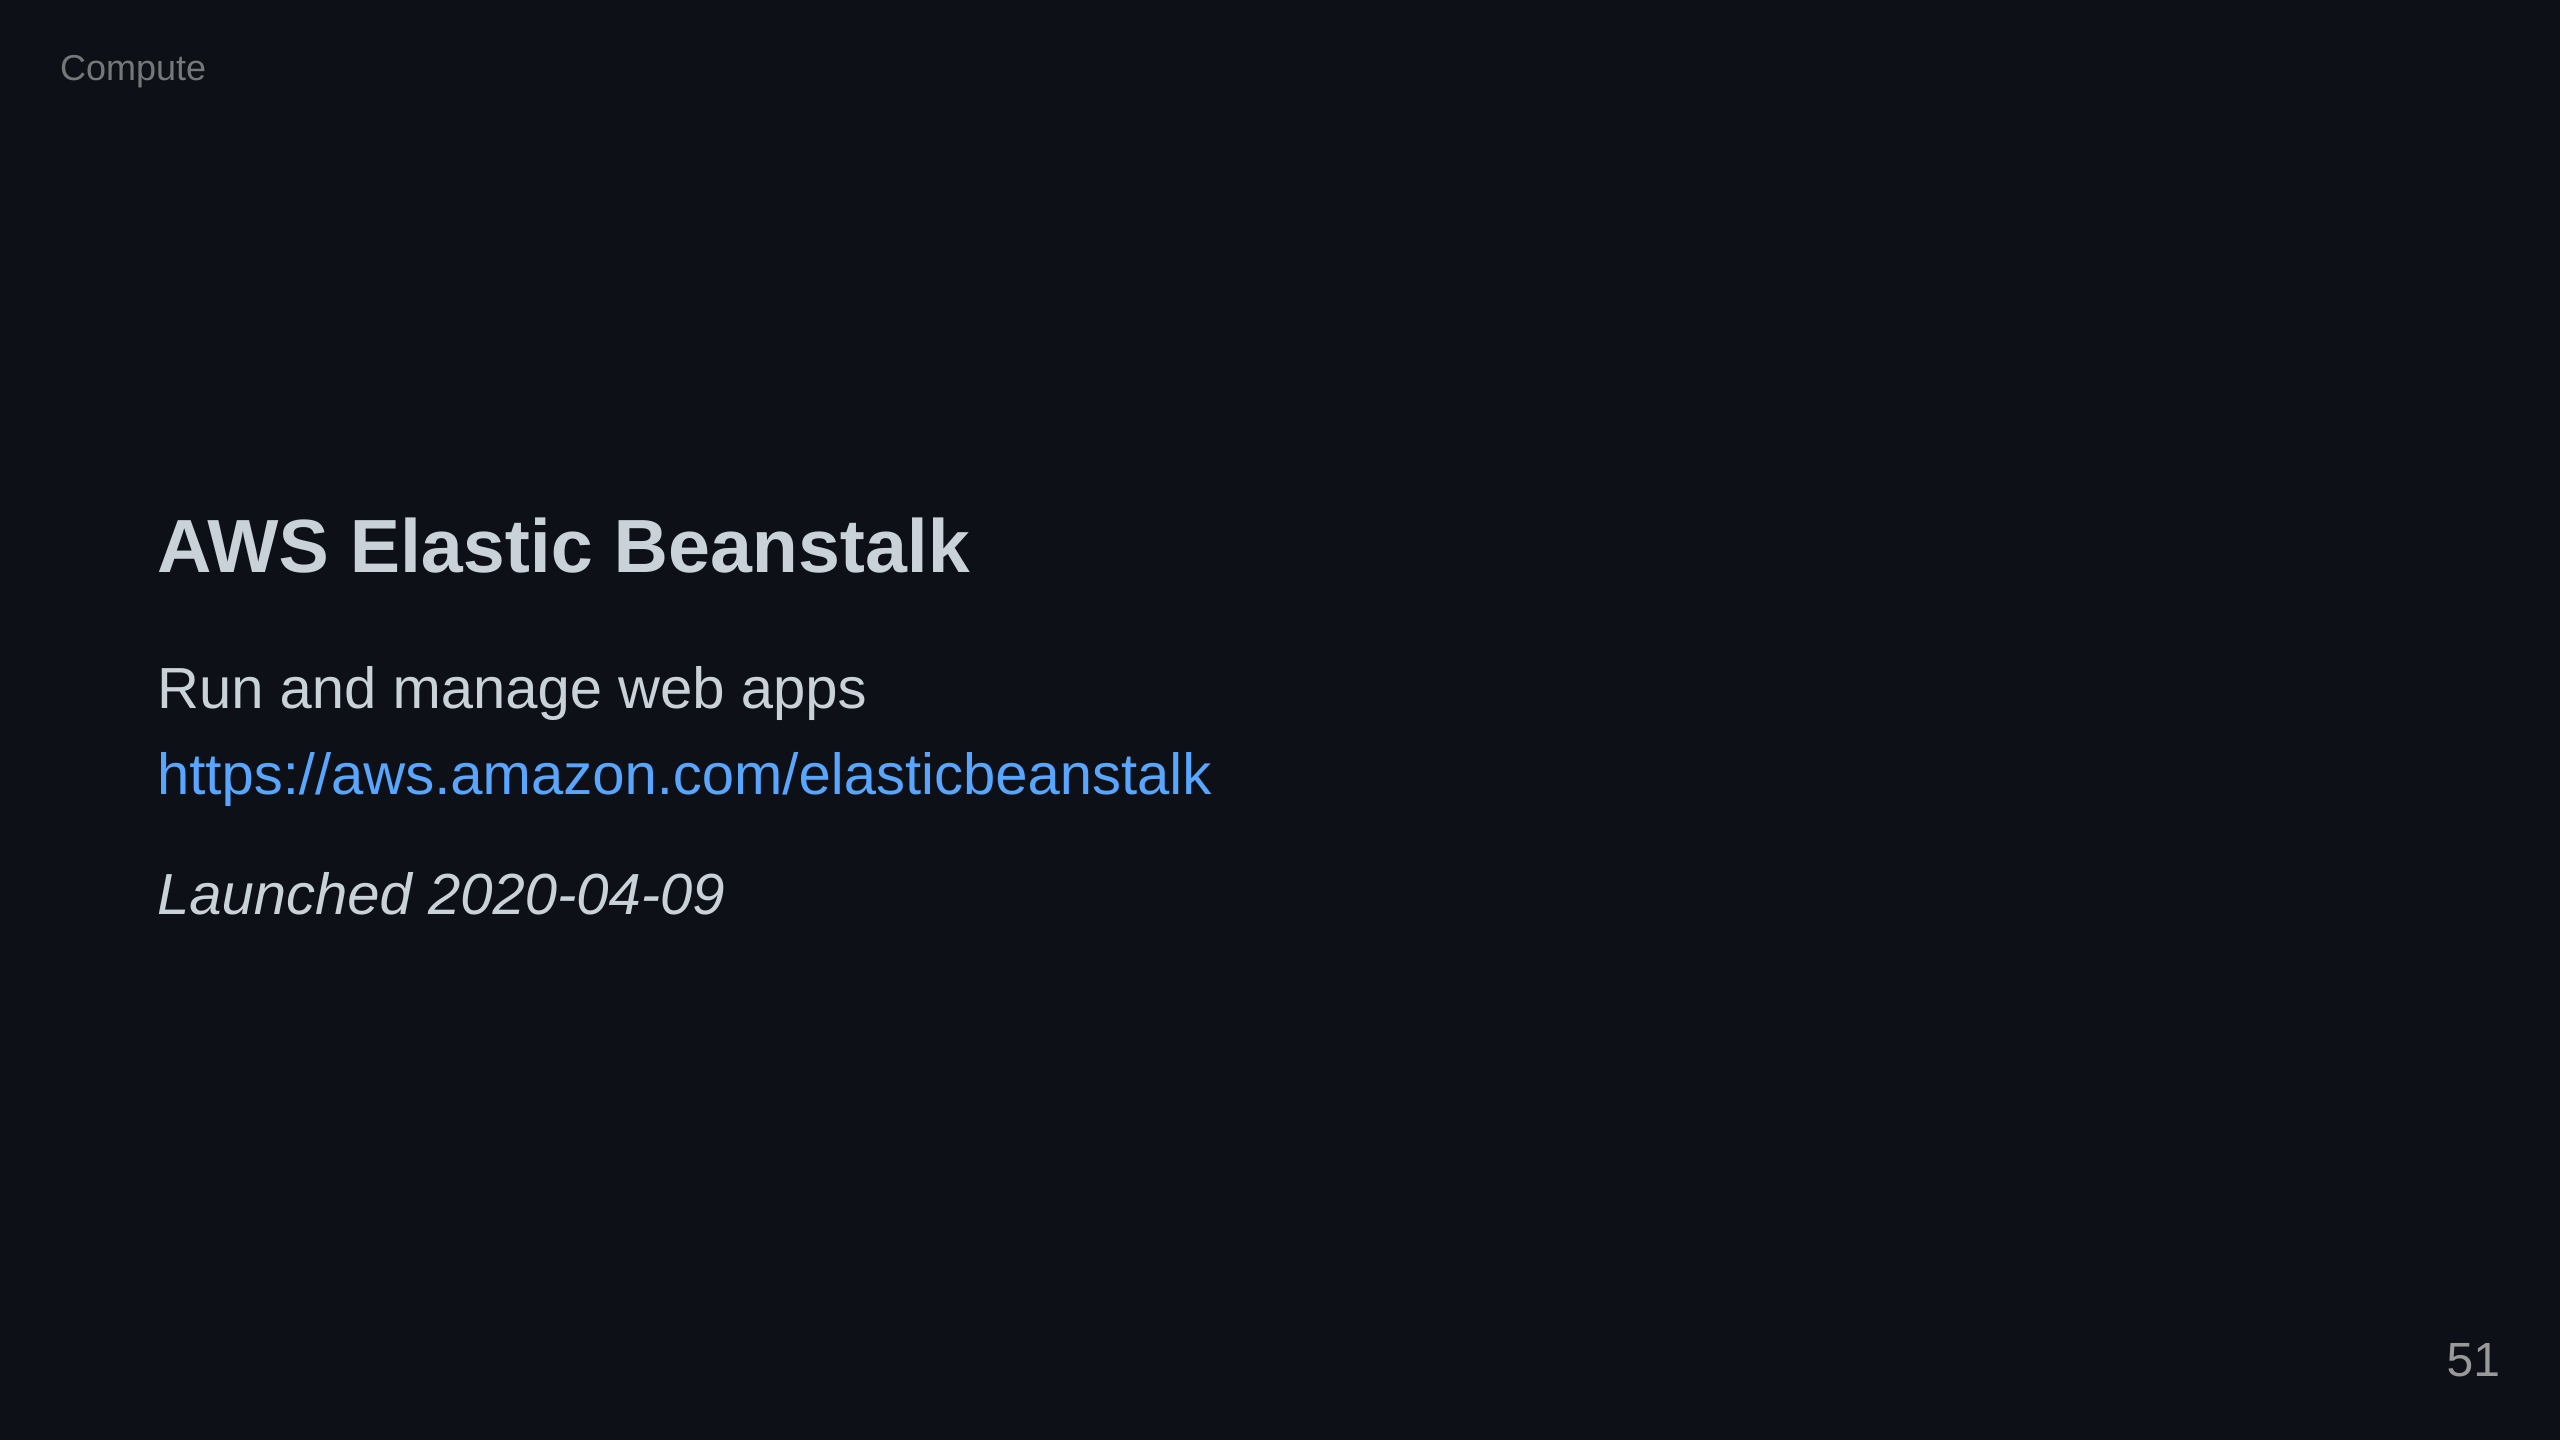 Compute
AWS Elastic Beanstalk
Run and manage web apps
https://aws.amazon.com/elasticbeanstalk
Launched 2020-04-09
51